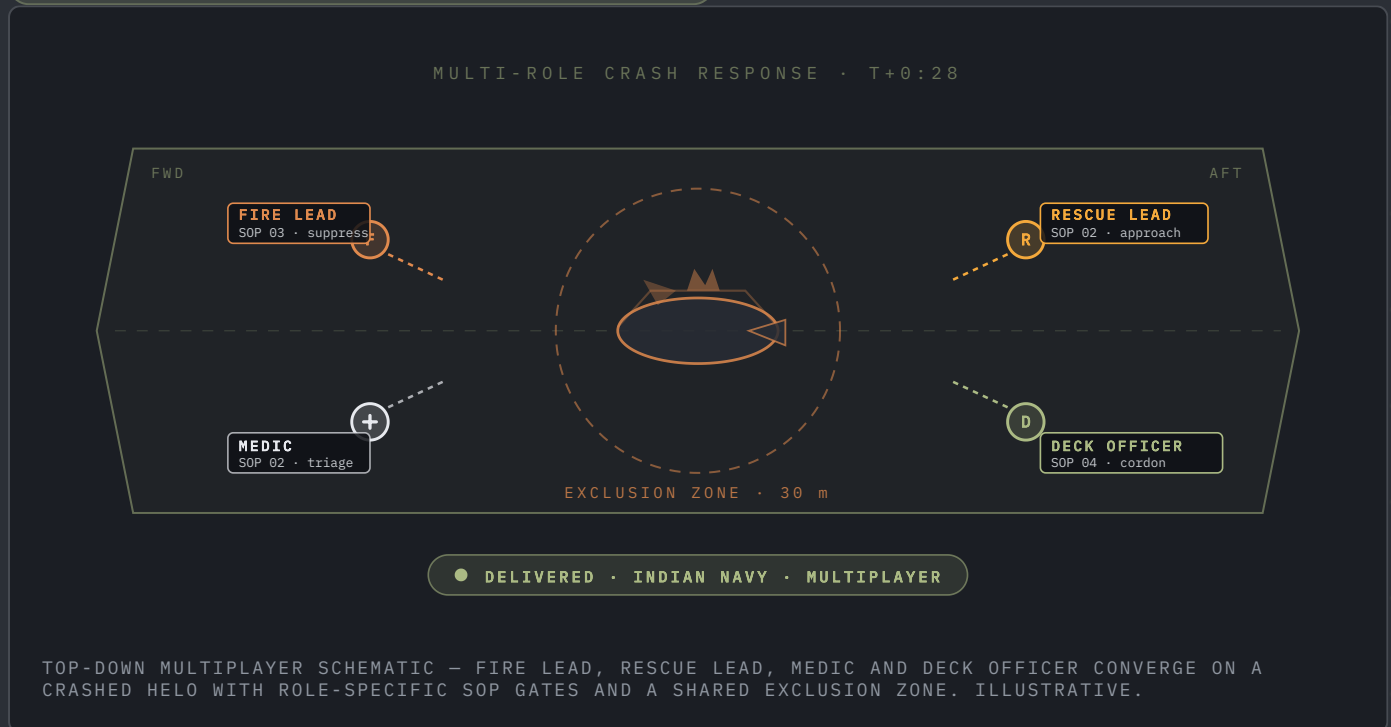 MULTI-ROLE CRASH RESPONSE · T+0:28
FWD
AFT
FIRE LEAD
SOP 03 · suppress
F
R
RESCUE LEAD
SOP 02 · approach
MEDIC
SOP 02 · triage
D
DECK OFFICER
SOP 04 · cordon
EXCLUSION ZONE · 30 m
DELIVERED · INDIAN NAVY · MULTIPLAYER
TOP-DOWN MULTIPLAYER SCHEMATIC — FIRE LEAD, RESCUE LEAD, MEDIC AND DECK OFFICER CONVERGE ON A
CRASHED HELO WITH ROLE-SPECIFIC SOP GATES AND A SHARED EXCLUSION ZONE. ILLUSTRATIVE.